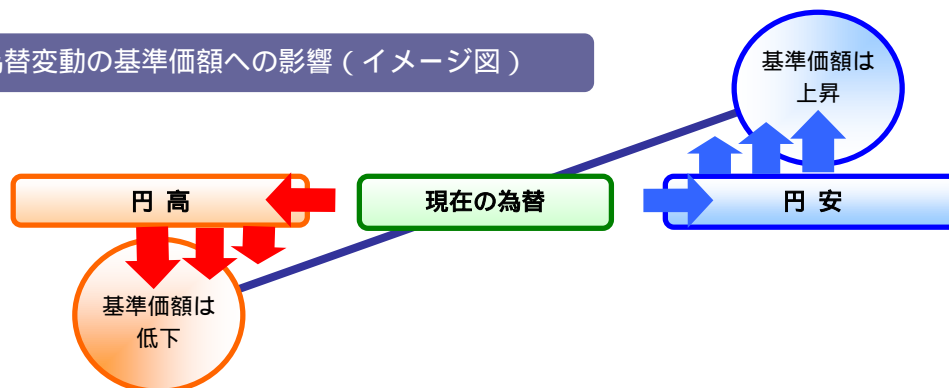 替変動の基準価額への影響（イメージ図）
基準価額は
上昇
円 高
現在の為替
円 安
基準価額は
低下